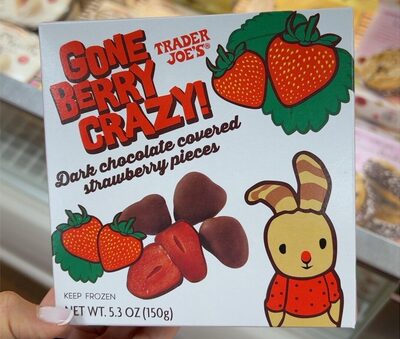 GONE
BERRY
CRAZY!
TRADER
JOE'S®
Dark chocolate covered
strawberry pieces
KEEP FROZEN
NET WT. 5.3 OZ (150g)